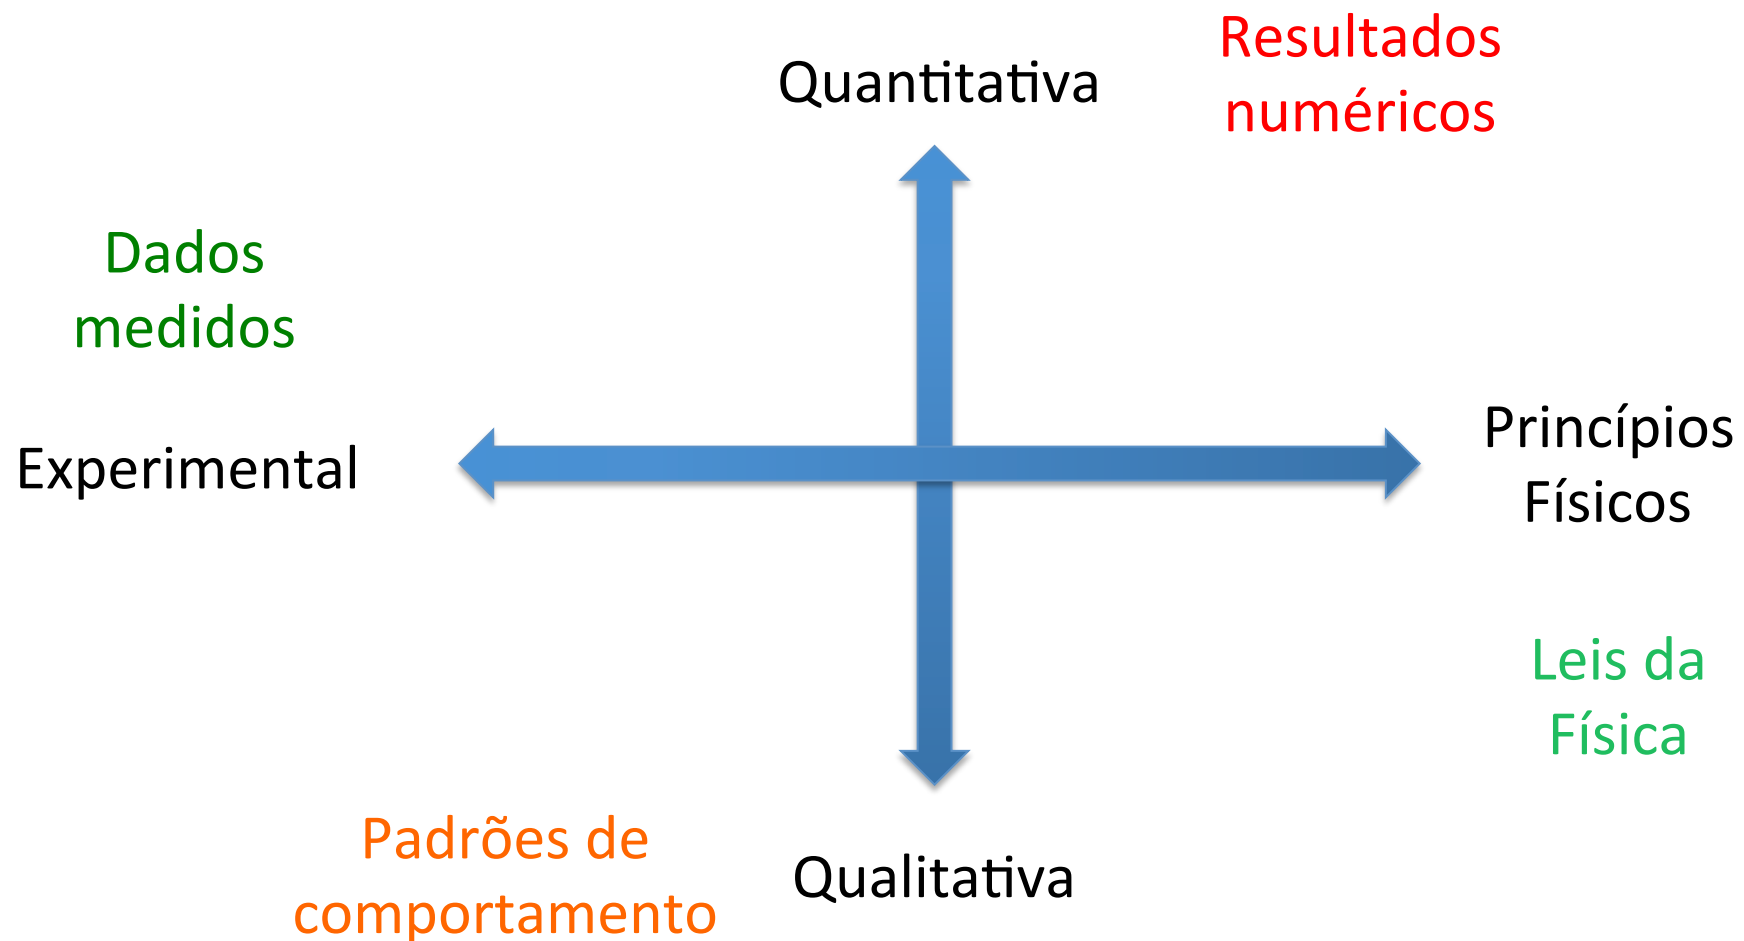 Resultados
numéricos
Quantitativa
Dados
medidos
Experimental
Princípios
Físicos
Leis da
Física
Padrões de
comportamento
Qualitativa